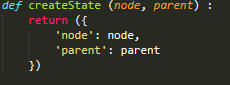 def createState (node, parent) :
    return ({
        'node': node,
        'parent': parent
    })